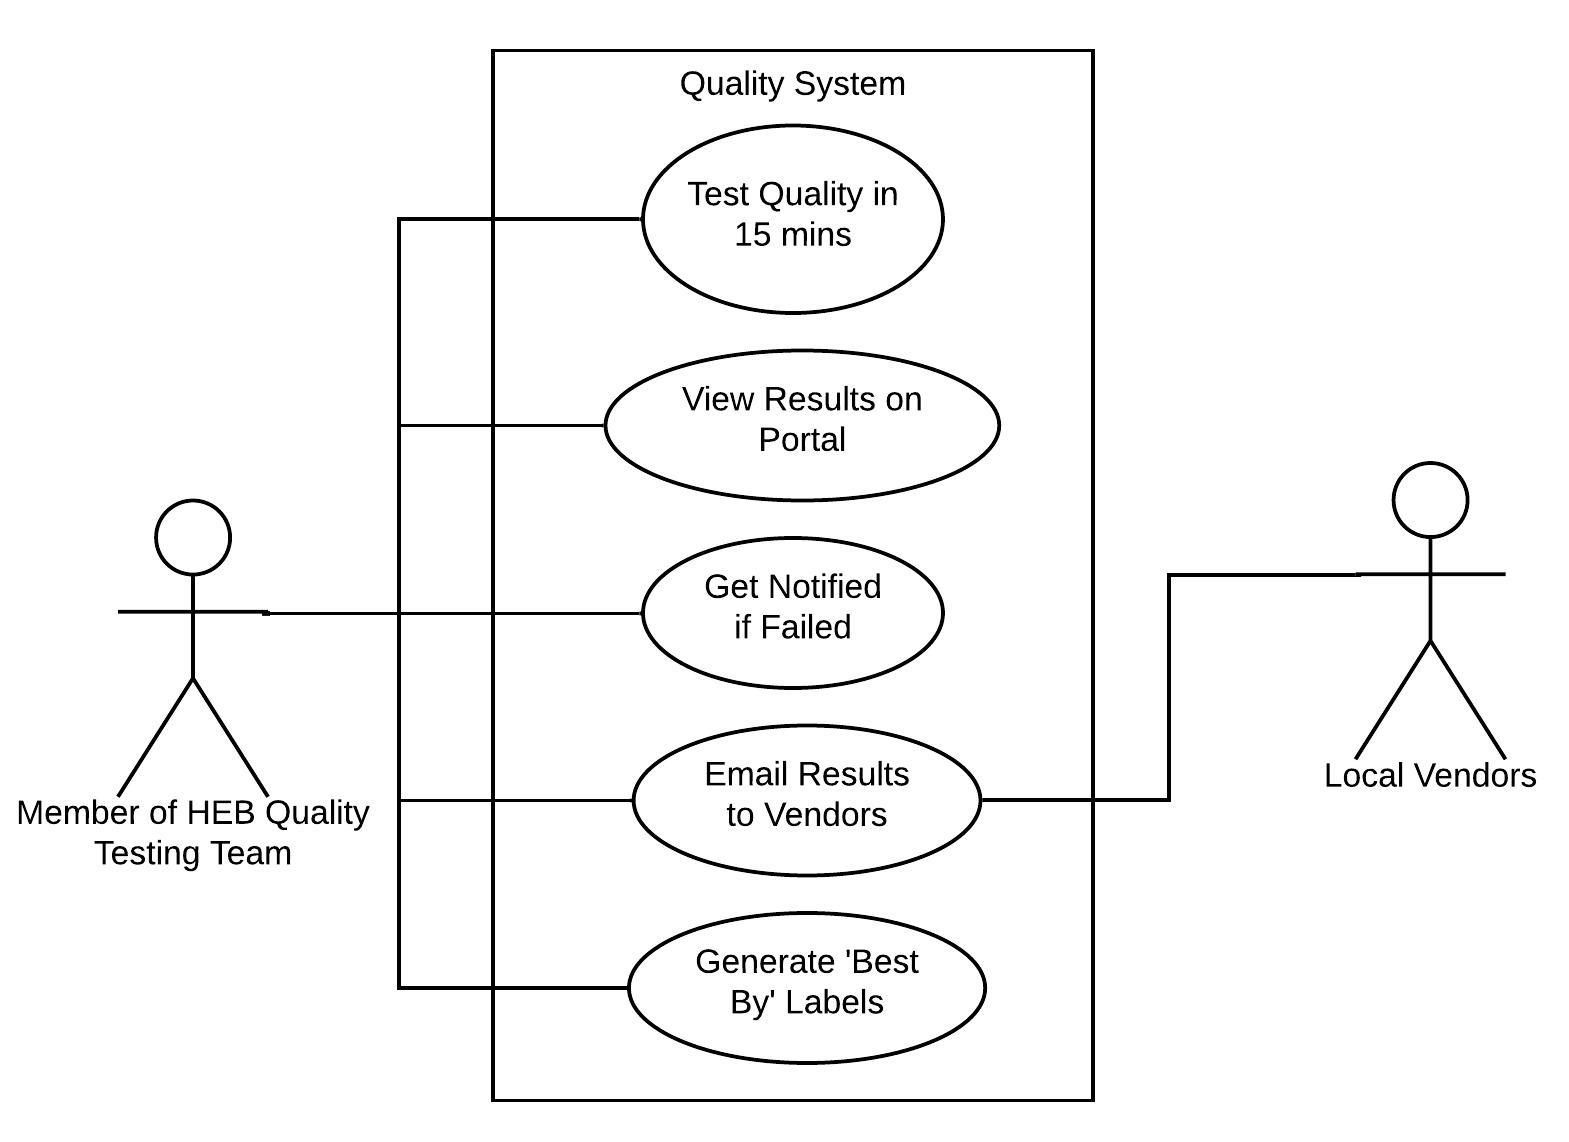 Quality System
Test Quality in
15 mins
View Results on
Portal
Get Notified
if Failed
Email Results
to Vendors
Generate 'Best
By' Labels
Member of HEB Quality
Testing Team
Local Vendors